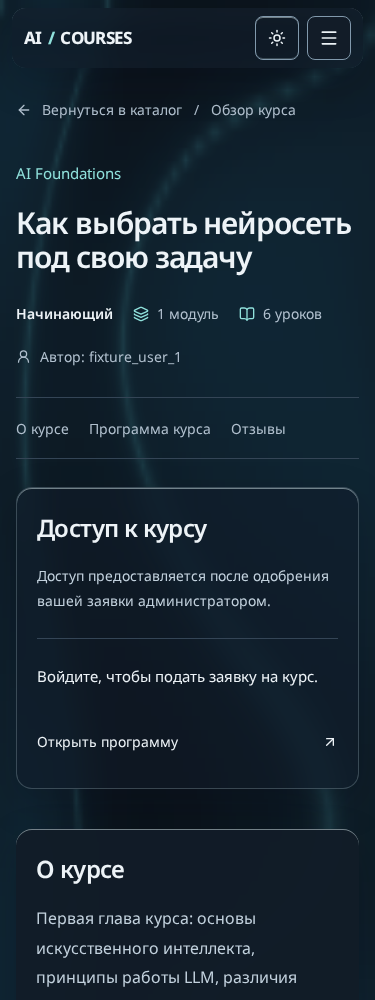 AI / COURSES
Вернуться в каталог / Обзор курса
AI Foundations
Как выбрать нейросеть
под свою задачу
Начинающий 1 модуль 6 уроков
Автор: fixture_user_1
О курсе Программа курса Отзывы
Доступ к курсу
Доступ предоставляется после одобрения
вашей заявки администратором.
Войдите, чтобы подать заявку на курс.
Открыть программу
О курсе
Первая глава курса: основы
искусственного интеллекта,
принципы работы LLM, различия